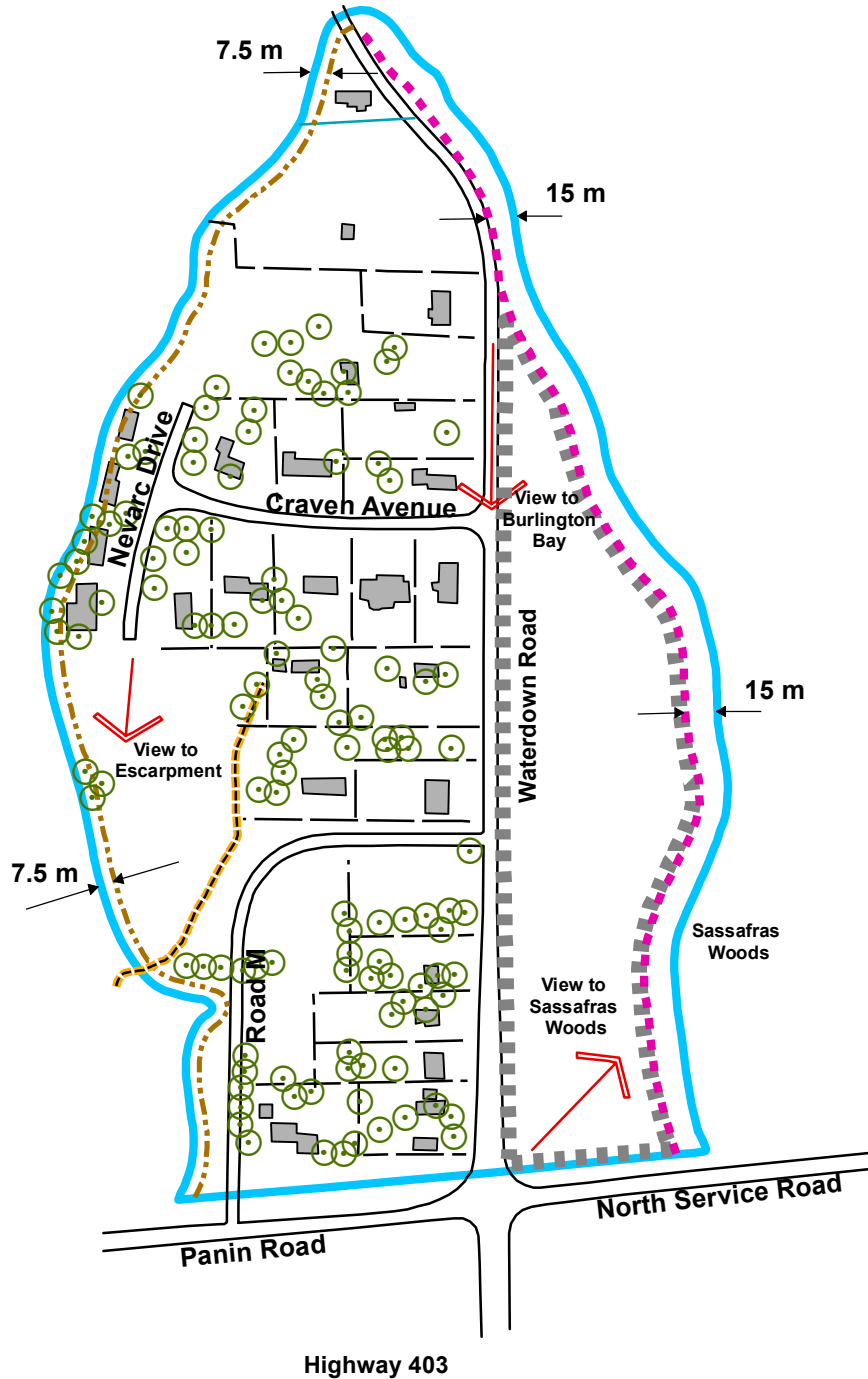 7.5 m
15 m
Nevarc Drive
Craven Avenue
View to
Burlington
Bay
Waterdown Road
15 m
View to
Escarpment
7.5 m
Sassafras
Woods
Road M
View to
Sassafras
Woods
North Service Road
Panin Road
Highway 403